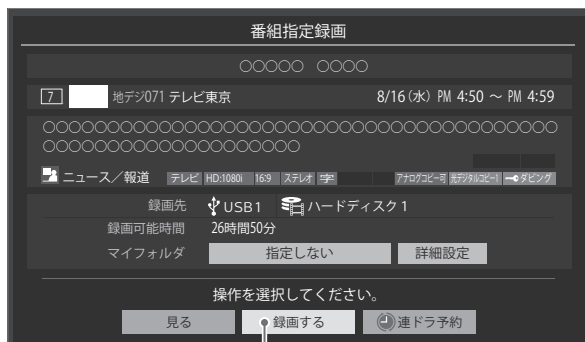 番組指定録画
○○○○○ ○○○○
7 地デジ071 テレビ東京 8/16(水) PM 4:50 ～ PM 4:59
○○○○○○○○○○○○○○○○○○○○○○○○○○○○○○○○○○○○○○○○
○○○○○○○○○○○○○○○○○○○○
ニュース／報道 テレビ HD:1080i 16:9 ステレオ 字 アナログコピー可 光デジタルコピー1 ダビング
録画先 USB1 ハードディスク1
録画可能時間 26時間50分
マイフォルダ 指定しない 詳細設定
操作を選択してください。
見る 録画する 連ドラ予約